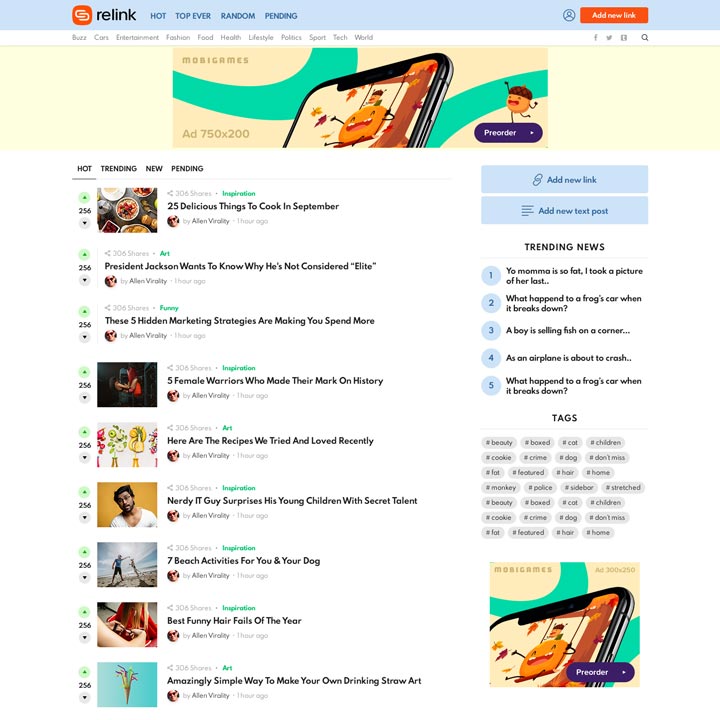 relink HOT TOP EVER RANDOM PENDING Add new link
Buzz Cars Entertainment Fashion Food Health Lifestyle Politics Sport Tech World
MOBIGAMES
Ad 750x200
Preorder
HOT TRENDING NEW PENDING
256
306 Shares • Inspiration
25 Delicious Things To Cook In September
by Allen Virality · 1 hour ago
256
306 Shares • Art
President Jackson Wants To Know Why He's Not Considered “Elite”
by Allen Virality · 1 hour ago
256
306 Shares • Funny
These 5 Hidden Marketing Strategies Are Making You Spend More
by Allen Virality · 1 hour ago
256
306 Shares • Inspiration
5 Female Warriors Who Made Their Mark On History
by Allen Virality · 1 hour ago
256
306 Shares • Art
Here Are The Recipes We Tried And Loved Recently
by Allen Virality · 1 hour ago
256
306 Shares • Inspiration
Nerdy IT Guy Surprises His Young Children With Secret Talent
by Allen Virality · 1 hour ago
256
306 Shares • Inspiration
7 Beach Activities For You & Your Dog
by Allen Virality · 1 hour ago
256
306 Shares • Inspiration
Best Funny Hair Fails Of The Year
by Allen Virality · 1 hour ago
256
306 Shares • Art
Amazingly Simple Way To Make Your Own Drinking Straw Art
by Allen Virality · 1 hour ago
Add new link
Add new text post
TRENDING NEWS
1 Yo momma is so fat, I took a picture
of her last..
2 What happend to a frog's car when
it breaks down?
3 A boy is selling fish on a corner...
4 As an airplane is about to crash..
5 What happend to a frog's car when
it breaks down?
TAGS
# beauty # boxed # cat # children
# cookie # crime # dog # don't miss
# fat # featured # hair # home
# monkey # police # sidebar # stretched
# beauty # boxed # cat # children
# cookie # crime # dog # don't miss
# fat # featured # hair # home
MOBIGAMES Ad 300x250
Preorder